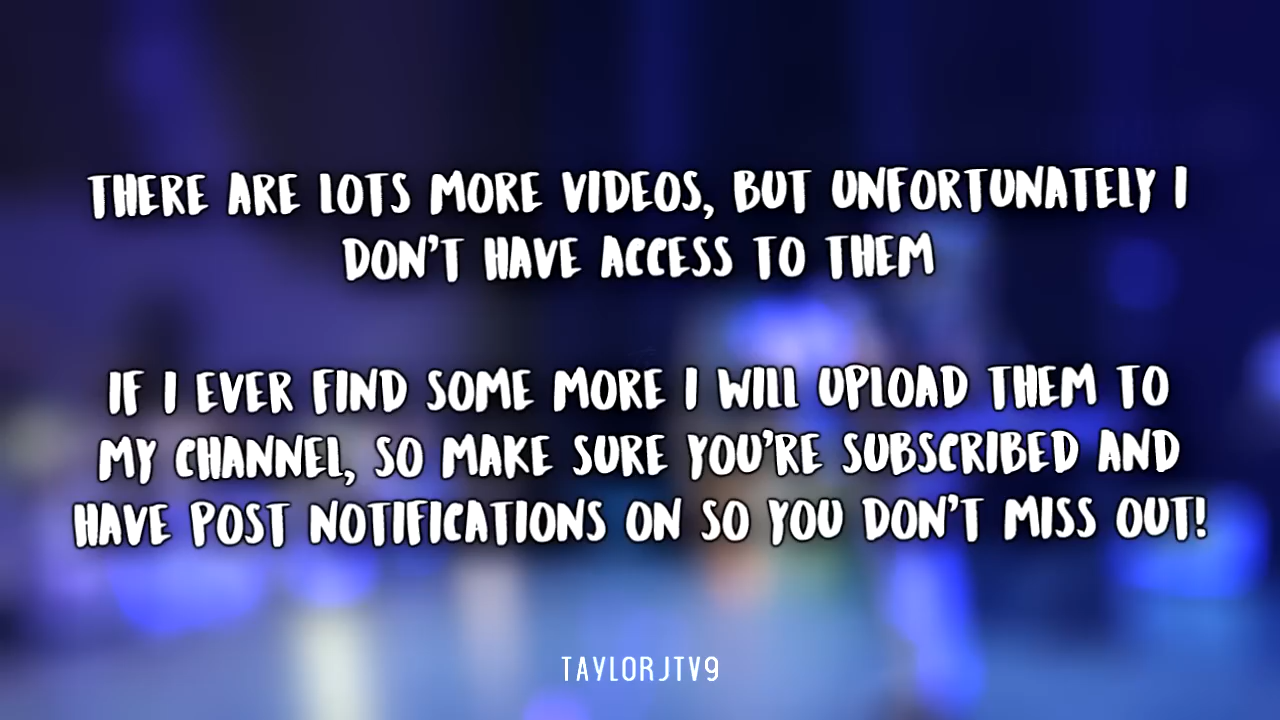 THERE ARE LOTS MORE VIDEOS, BUT UNFORTUNATELY I
DON'T HAVE ACCESS TO THEM
IF I EVER FIND SOME MORE I WILL UPLOAD THEM TO
MY CHANNEL, SO MAKE SURE YOU'RE SUBSCRIBED AND
HAVE POST NOTIFICATIONS ON SO YOU DON'T MISS OUT!
TAYLORJTV9